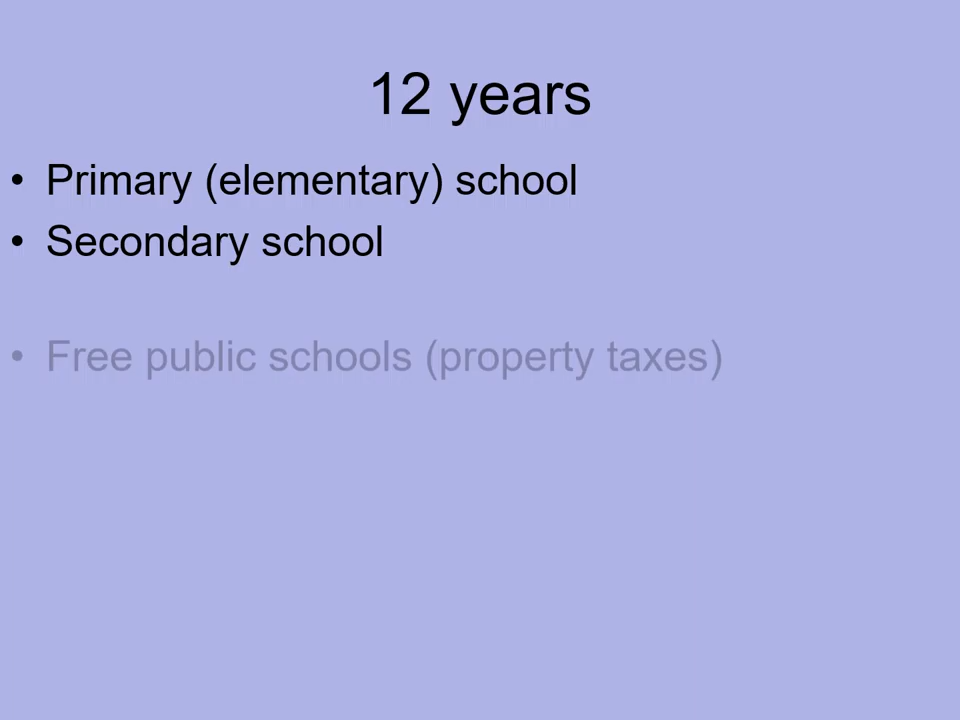 12 years
• Primary (elementary) school
• Secondary school
• Free public schools (property taxes)